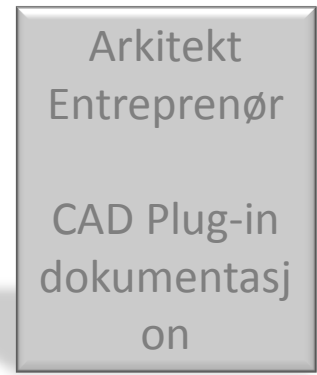 Arkitekt
Entreprenør
CAD Plug-in
dokumentasj
on